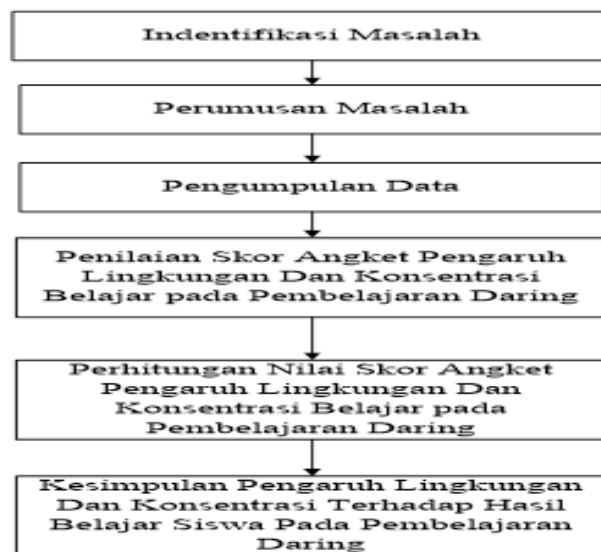 Indentifikasi Masalah
Perumusan Masalah
Pengumpulan Data
Penilaian Skor Angket Pengaruh
Lingkungan Dan Konsentrasi
Belajar pada Pembelajaran Daring
Perhitungan Nilai Skor Angket
Pengaruh Lingkungan Dan
Konsentrasi Belajar pada
Pembelajaran Daring
Kesimpulan Pengaruh Lingkungan
Dan Konsentrasi Terhadap Hasil
Belajar Siswa Pada Pembelajaran
Daring